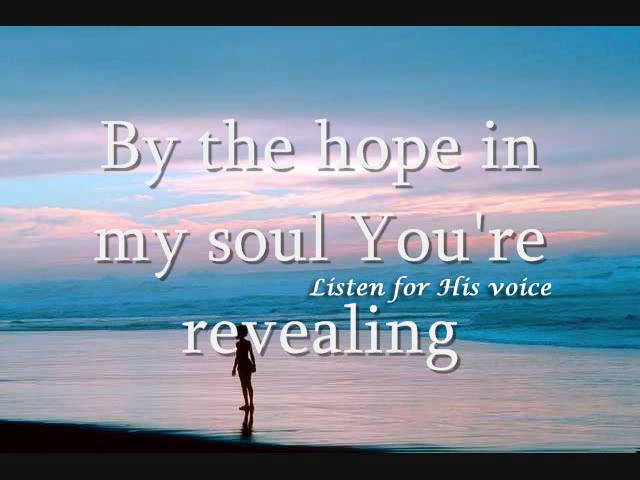 By the hope in
my soul You're
Listen for His voice
revealing